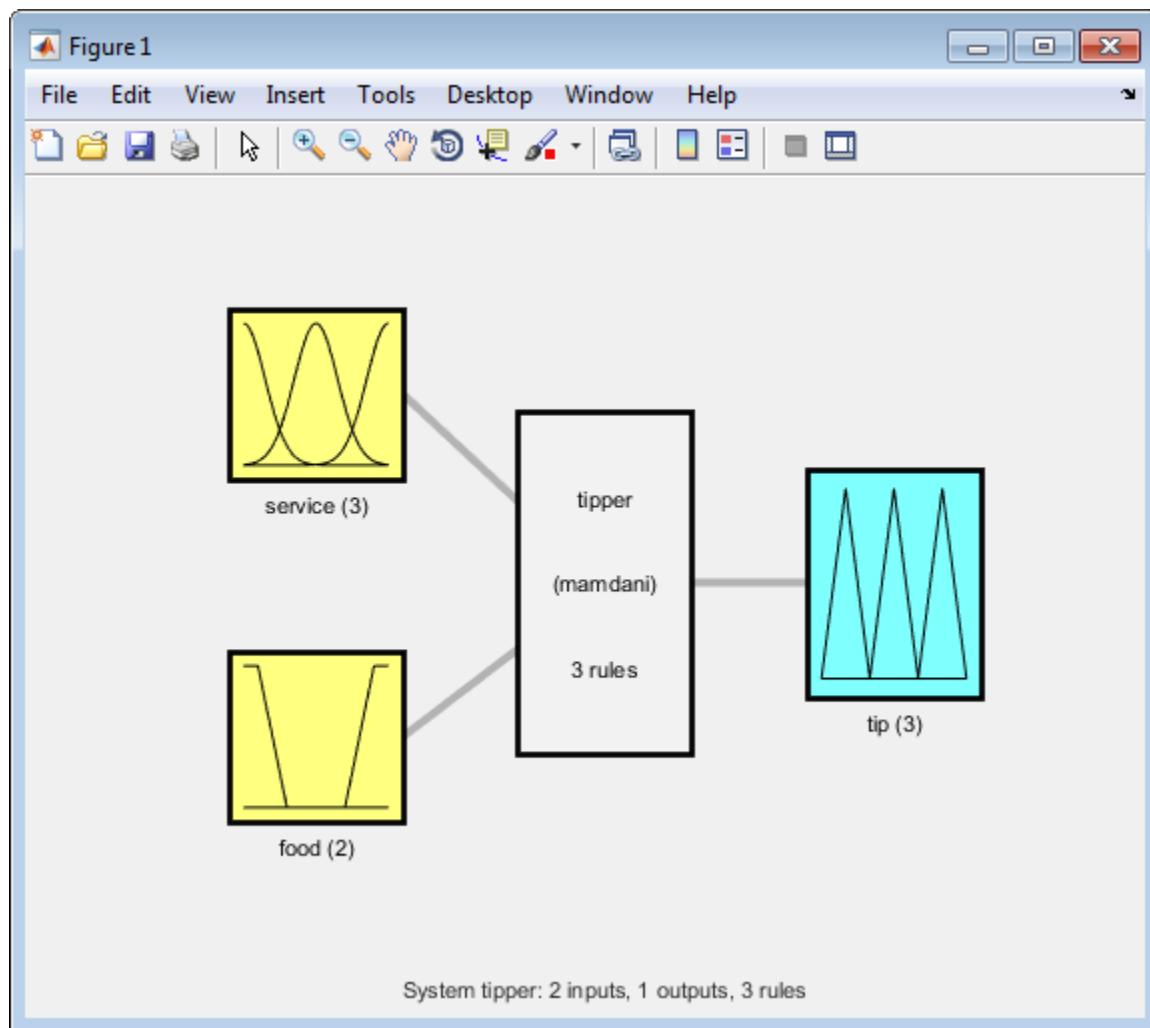 Figure 1
File Edit View Insert Tools Desktop Window Help
service (3)
tipper
(mamdani)
3 rules
tip (3)
food (2)
System tipper: 2 inputs, 1 outputs, 3 rules